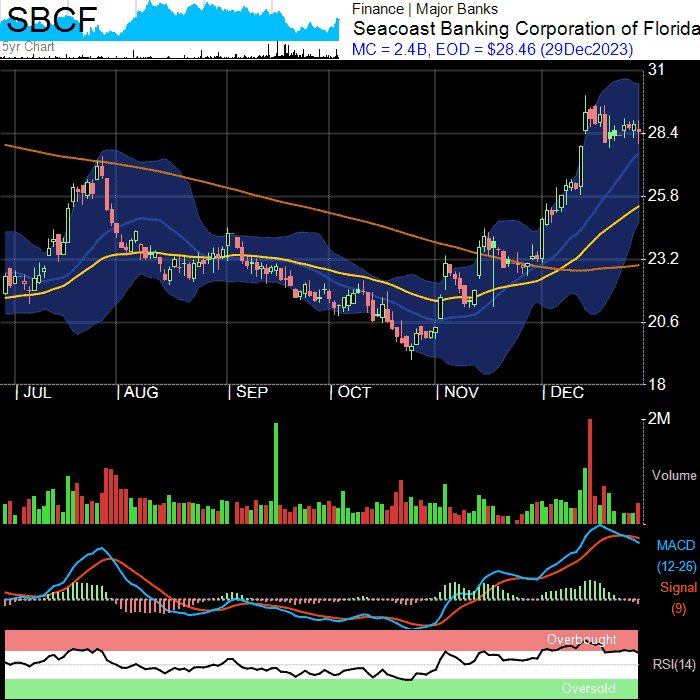 SBCF
5yr Chart
Finance | Major Banks
Seacoast Banking Corporation of Florida
MC = 2.4B, EOD = $28.46 (29Dec2023)
31
28.4
25.8
23.2
20.6
18
| JUL | AUG | SEP | OCT | NOV | DEC
2M
Volume
MACD
(12-26)
Signal
(9)
Overbought
RSI(14)
Oversold